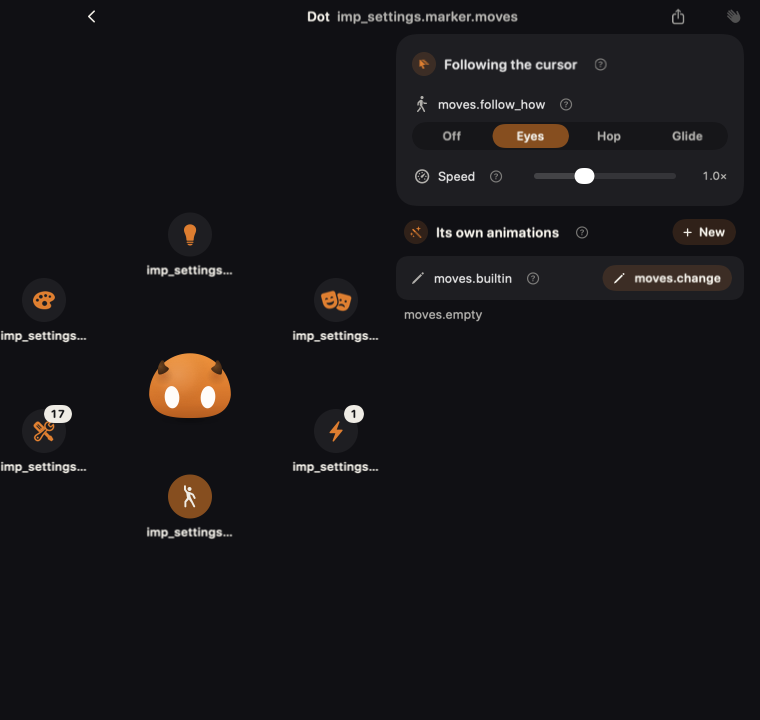 Dot imp_settings.marker.moves
Following the cursor
moves.follow_how
Off Eyes Hop Glide
Speed 1.0×
Its own animations + New
moves.builtin moves.change
moves.empty
imp_settings...
imp_settings...
imp_settings...
17
imp_settings...
1
imp_settings...
imp_settings...